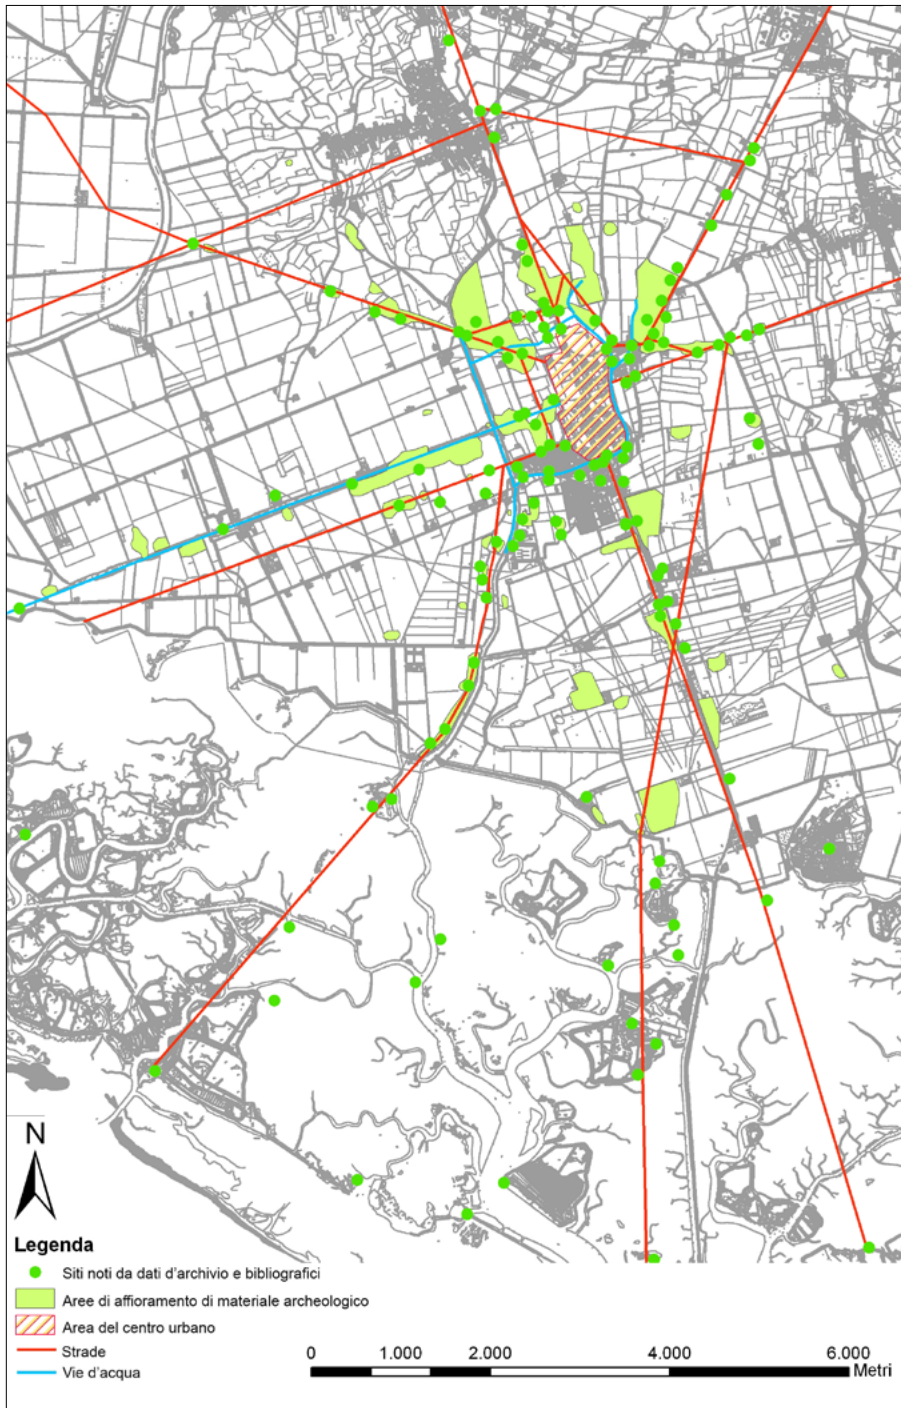 N
Legenda
Siti noti da dati d'archivio e bibliografici
Aree di affioramento di materiale archeologico
Area del centro urbano
Strade
Vie d'acqua
0 1.000 2.000 4.000 6.000
Metri